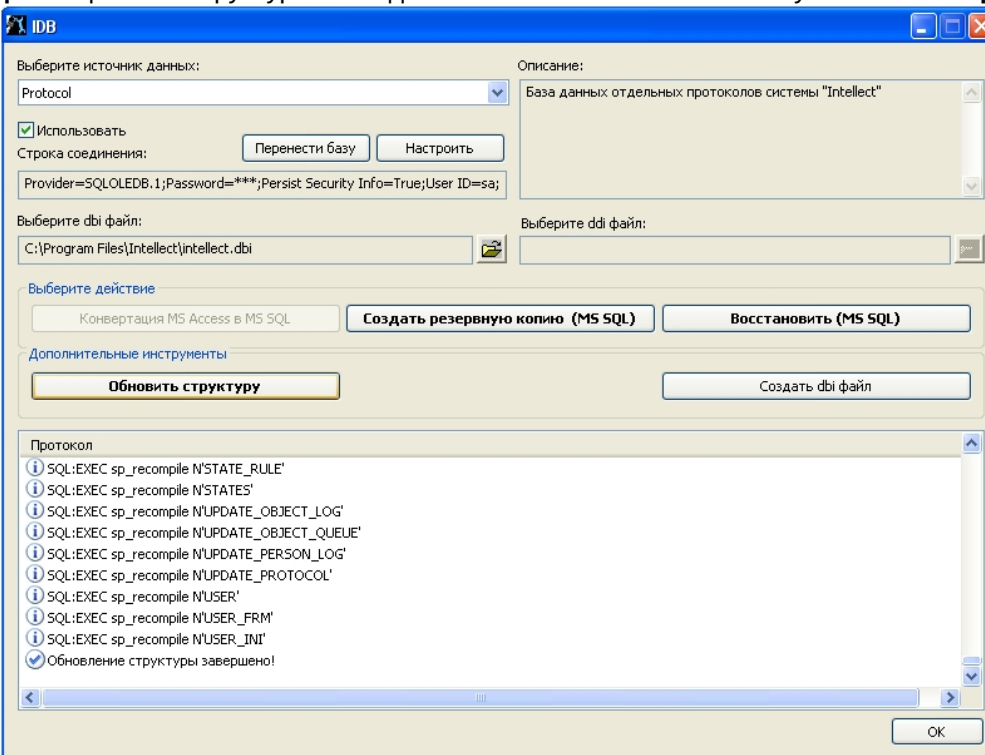 IDB
Выберите источник данных:
Описание:
Protocol
База данных отдельных протоколов системы "Intellect"
Использовать
Строка соединения:
Перенести базу
Настроить
Provider=SQLOLEDB.1;Password=***;Persist Security Info=True;User ID=sa;
Выберите dbi файл:
Выберите ddi файл:
C:\Program Files\Intellect\intellect.dbi
Выберите действие
Конвертация MS Access в MS SQL
Создать резервную копию (MS SQL)
Восстановить (MS SQL)
Дополнительные инструменты
Обновить структуру
Создать dbi файл
Протокол
SQL:EXEC sp_recompile N'STATE_RULE'
SQL:EXEC sp_recompile N'STATES'
SQL:EXEC sp_recompile N'UPDATE_OBJECT_LOG'
SQL:EXEC sp_recompile N'UPDATE_OBJECT_QUEUE'
SQL:EXEC sp_recompile N'UPDATE_PERSON_LOG'
SQL:EXEC sp_recompile N'UPDATE_PROTOCOL'
SQL:EXEC sp_recompile N'USER'
SQL:EXEC sp_recompile N'USER_FRM'
SQL:EXEC sp_recompile N'USER_INI'
Обновление структуры завершено!
OK